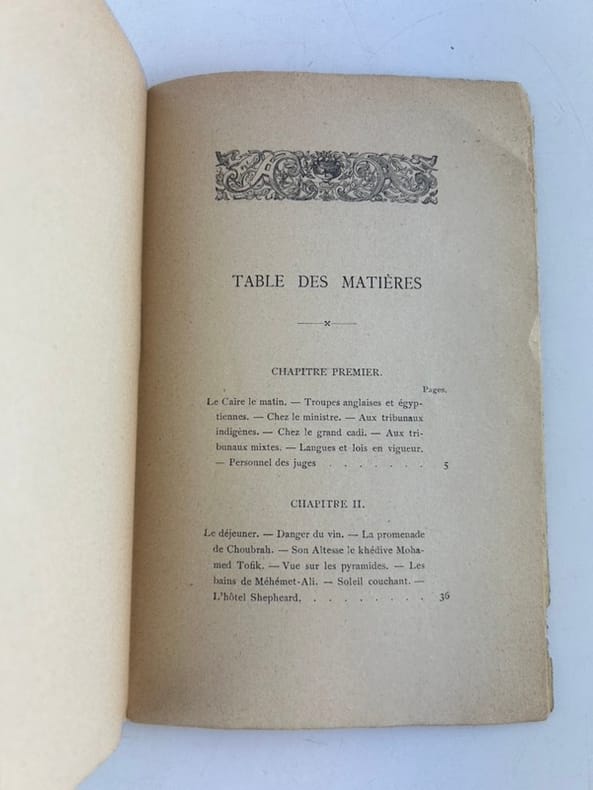 TABLE DES MATIÈRES
CHAPITRE PREMIER.
Pages.
Le Caire le matin. — Troupes anglaises et égyp-
tiennes. — Chez le ministre. — Aux tribunaux
indigènes. — Chez le grand cadi. — Aux tri-
bunaux mixtes. — Langues et lois en vigueur.
— Personnel des juges . . . . . . . 5
CHAPITRE II.
Le déjeuner. — Danger du vin. — La promenade
de Choubrah. — Son Altesse le khédive Moha-
med Tofik. — Vue sur les pyramides. — Les
bains de Méhémet-Ali. — Soleil couchant. —
L'hôtel Shepheard. . . . . . . . . 36